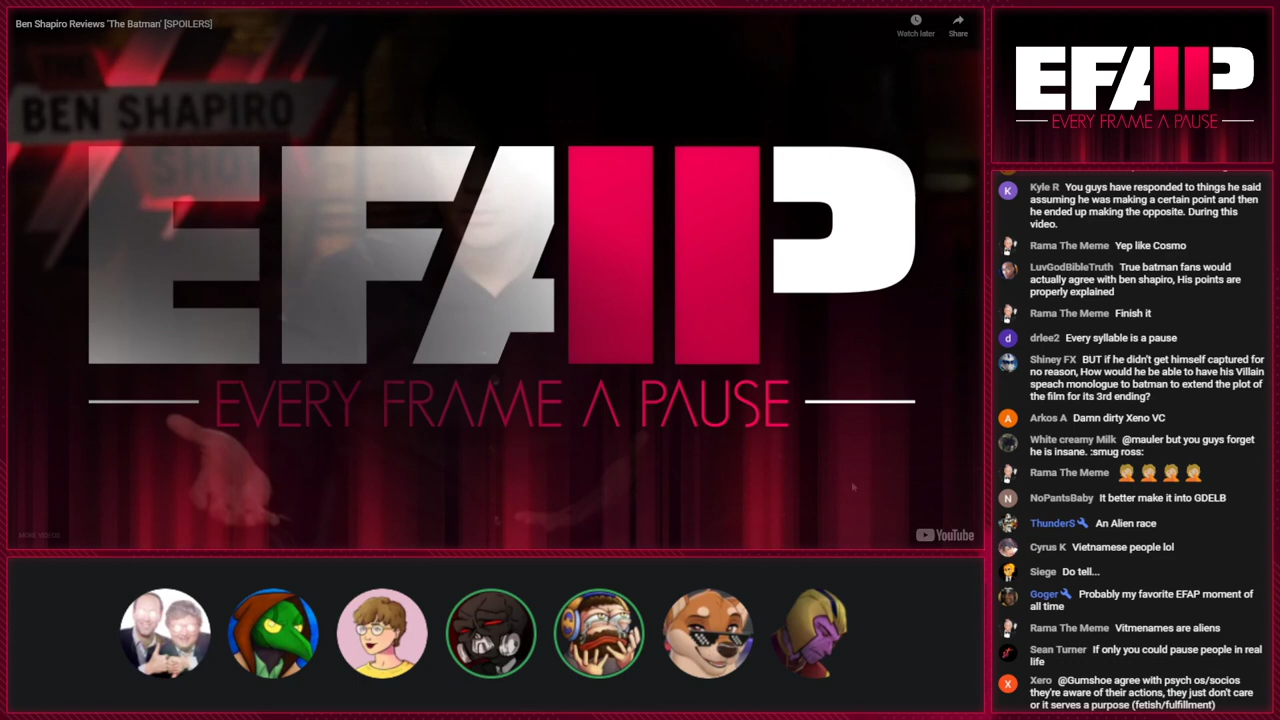 Ben Shapiro Reviews 'The Batman' [SPOILERS]
Watch later
Share
THE
BEN SHAPIRO
SHOW
EFAP
EVERY FRAME A PAUSE
MORE VIDEOS
YouTube
EFAP
EVERY FRAME A PAUSE
K
Kyle R You guys have responded to things he said
assuming he was making a certain point and then
he ended up making the opposite. During this
video.
Rama The Meme Yep like Cosmo
LuvGodBibleTruth True batman fans would
actually agree with ben shapiro, His points are
properly explained
Rama The Meme Finish it
d
drlee2 Every syllable is a pause
Shiney FX BUT if he didn't get himself captured for
no reason, How would he be able to have his Villain
speach monologue to batman to extend the plot of
the film for its 3rd ending?
A
Arkos A Damn dirty Xeno VC
White creamy Milk @mauler but you guys forget
he is insane. :smug ross:
Rama The Meme 🤦🤦🤦🤦
N
NoPantsBaby It better make it into GDELB
ThunderS An Alien race
Cyrus K Vietnamese people lol
Siege Do tell...
Goger Probably my favorite EFAP moment of
all time
Rama The Meme Vitmenames are aliens
Sean Turner If only you could pause people in real
life
X
Xero @Gumshoe agree with psych os/socios
they're aware of their actions, they just don't care
or it serves a purpose (fetish/fulfillment)